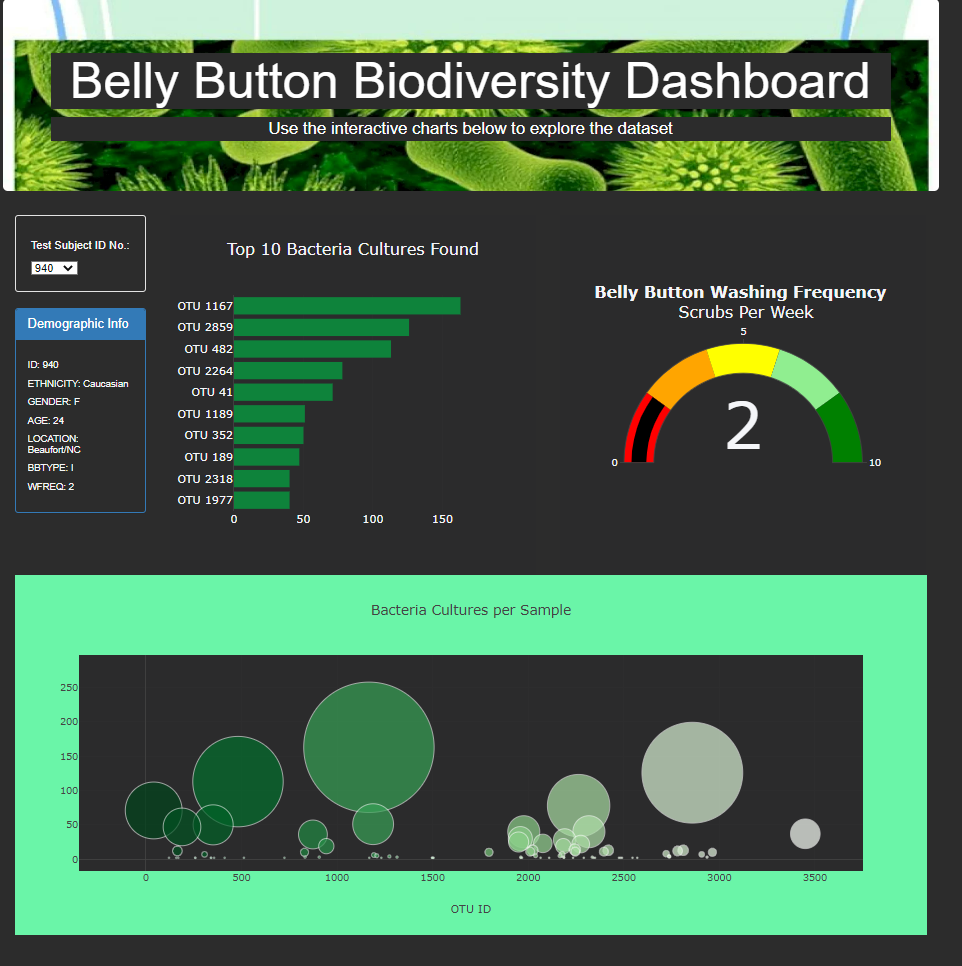 Belly Button Biodiversity Dashboard
Use the interactive charts below to explore the dataset
Test Subject ID No.:
940
Demographic Info
ID: 940
ETHNICITY: Caucasian
GENDER: F
AGE: 24
LOCATION:
Beaufort/NC
BBTYPE: I
WFREQ: 2
Top 10 Bacteria Cultures Found
OTU 1167
OTU 2859
OTU 482
OTU 2264
OTU 41
OTU 1189
OTU 352
OTU 189
OTU 2318
OTU 1977
0 50 100 150
Belly Button Washing Frequency
Scrubs Per Week
5
2
0 10
Bacteria Cultures per Sample
250
200
150
100
50
0
0 500 1000 1500 2000 2500 3000 3500
OTU ID